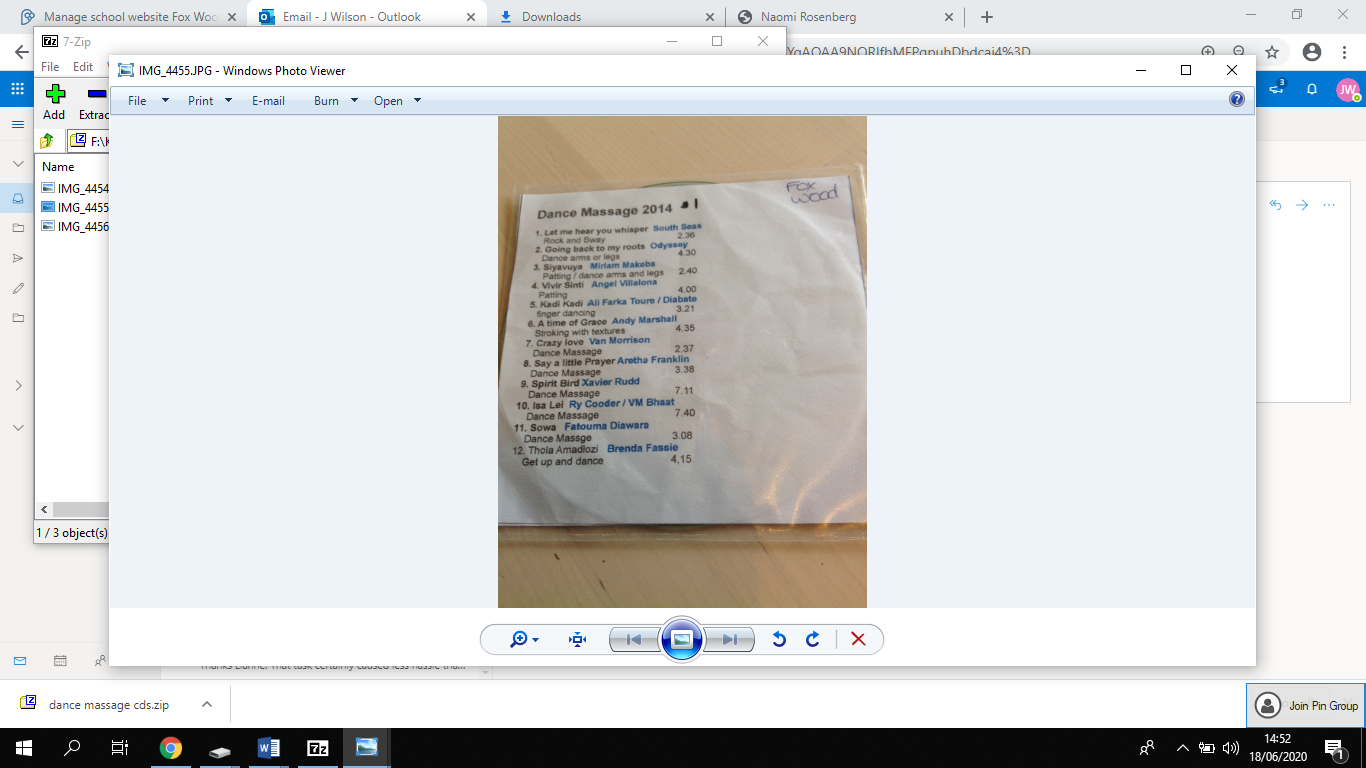 Manage school website Fox Woo
Email - J Wilson - Outlook
Downloads
Naomi Rosenberg
7-Zip
File Edit
IMG_4455.JPG - Windows Photo Viewer
File Print E-mail Burn Open
Add Extrac
3
JW
F:\
Name
IMG_4454
IMG_4455
IMG_4456
1 / 3 object(s)
Fox
Wood
Dance Massage 2014 #1
1. Let me hear you whisper South Seas
Rock and Sway 2.36
2. Going back to my roots Odyssey
Dance arms or legs 4.30
3. Siyavuya Miriam Makeba
Patting / dance arms and legs 2.40
4. Vivir Sinti Angel Villalona
Patting 4.00
5. Kadi Kadi Ali Farka Toure / Diabate
finger dancing 3.21
6. A time of Grace Andy Marshall
Stroking with textures 4.35
7. Crazy love Van Morrison
Dance Massage 2.37
8. Say a little Prayer Aretha Franklin
Dance Massage 3.38
9. Spirit Bird Xavier Rudd
Dance Massage 7.11
10. Isa Lei Ry Cooder / VM Bhaat
Dance Massage 7.40
11. Sowa Fatouma Diawara
Dance Massge 3.08
12. Thola Amadlozi Brenda Fassie
Get up and dance 4.15
dance massage cds.zip
Join Pin Group
14:52
18/06/2020
1